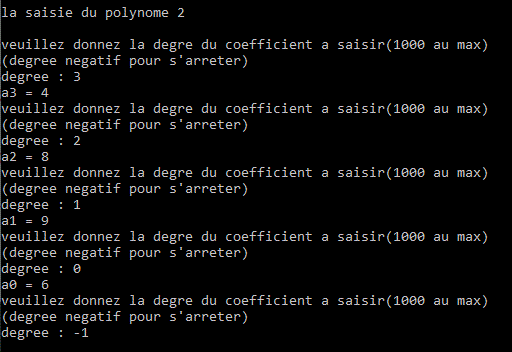 la saisie du polynome 2
veuillez donnez la degre du coefficient a saisir(1000 au max)
(degree negatif pour s'arreter)
degree : 3
a3 = 4
veuillez donnez la degre du coefficient a saisir(1000 au max)
(degree negatif pour s'arreter)
degree : 2
a2 = 8
veuillez donnez la degre du coefficient a saisir(1000 au max)
(degree negatif pour s'arreter)
degree : 1
a1 = 9
veuillez donnez la degre du coefficient a saisir(1000 au max)
(degree negatif pour s'arreter)
degree : 0
a0 = 6
veuillez donnez la degre du coefficient a saisir(1000 au max)
(degree negatif pour s'arreter)
degree : -1